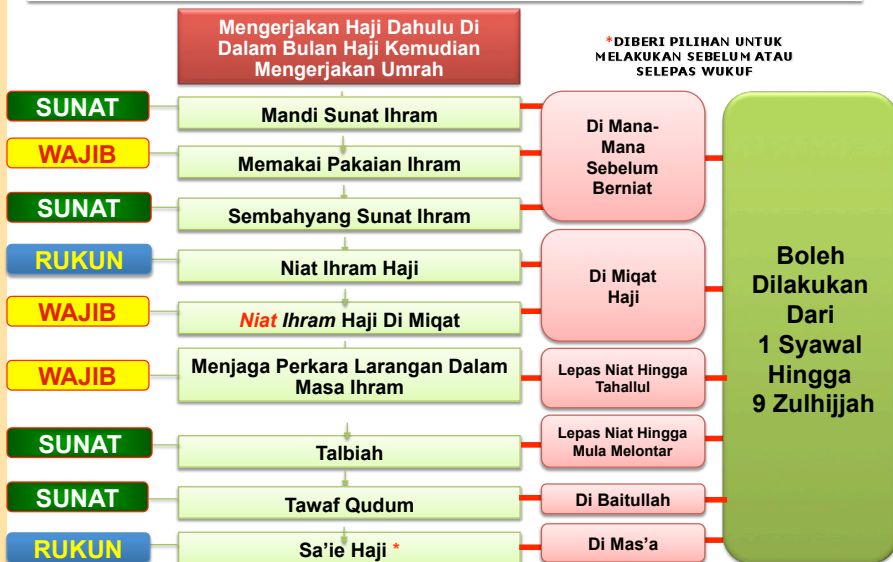 Mengerjakan Haji Dahulu Di
Dalam Bulan Haji Kemudian
Mengerjakan Umrah
*DIBERI PILIHAN UNTUK
MELAKUKAN SEBELUM ATAU
SELEPAS WUKUF
SUNAT
Mandi Sunat Ihram
Di Mana-
Mana
Sebelum
Berniat
WAJIB
Memakai Pakaian Ihram
SUNAT
Sembahyang Sunat Ihram
RUKUN
Niat Ihram Haji
Di Miqat
Haji
WAJIB
Niat Ihram Haji Di Miqat
WAJIB
Menjaga Perkara Larangan Dalam
Masa Ihram
Lepas Niat Hingga
Tahallul
SUNAT
Talbiah
Lepas Niat Hingga
Mula Melontar
SUNAT
Tawaf Qudum
Di Baitullah
RUKUN
Sa'ie Haji *
Di Mas'a
Boleh
Dilakukan
Dari
1 Syawal
Hingga
9 Zulhijjah